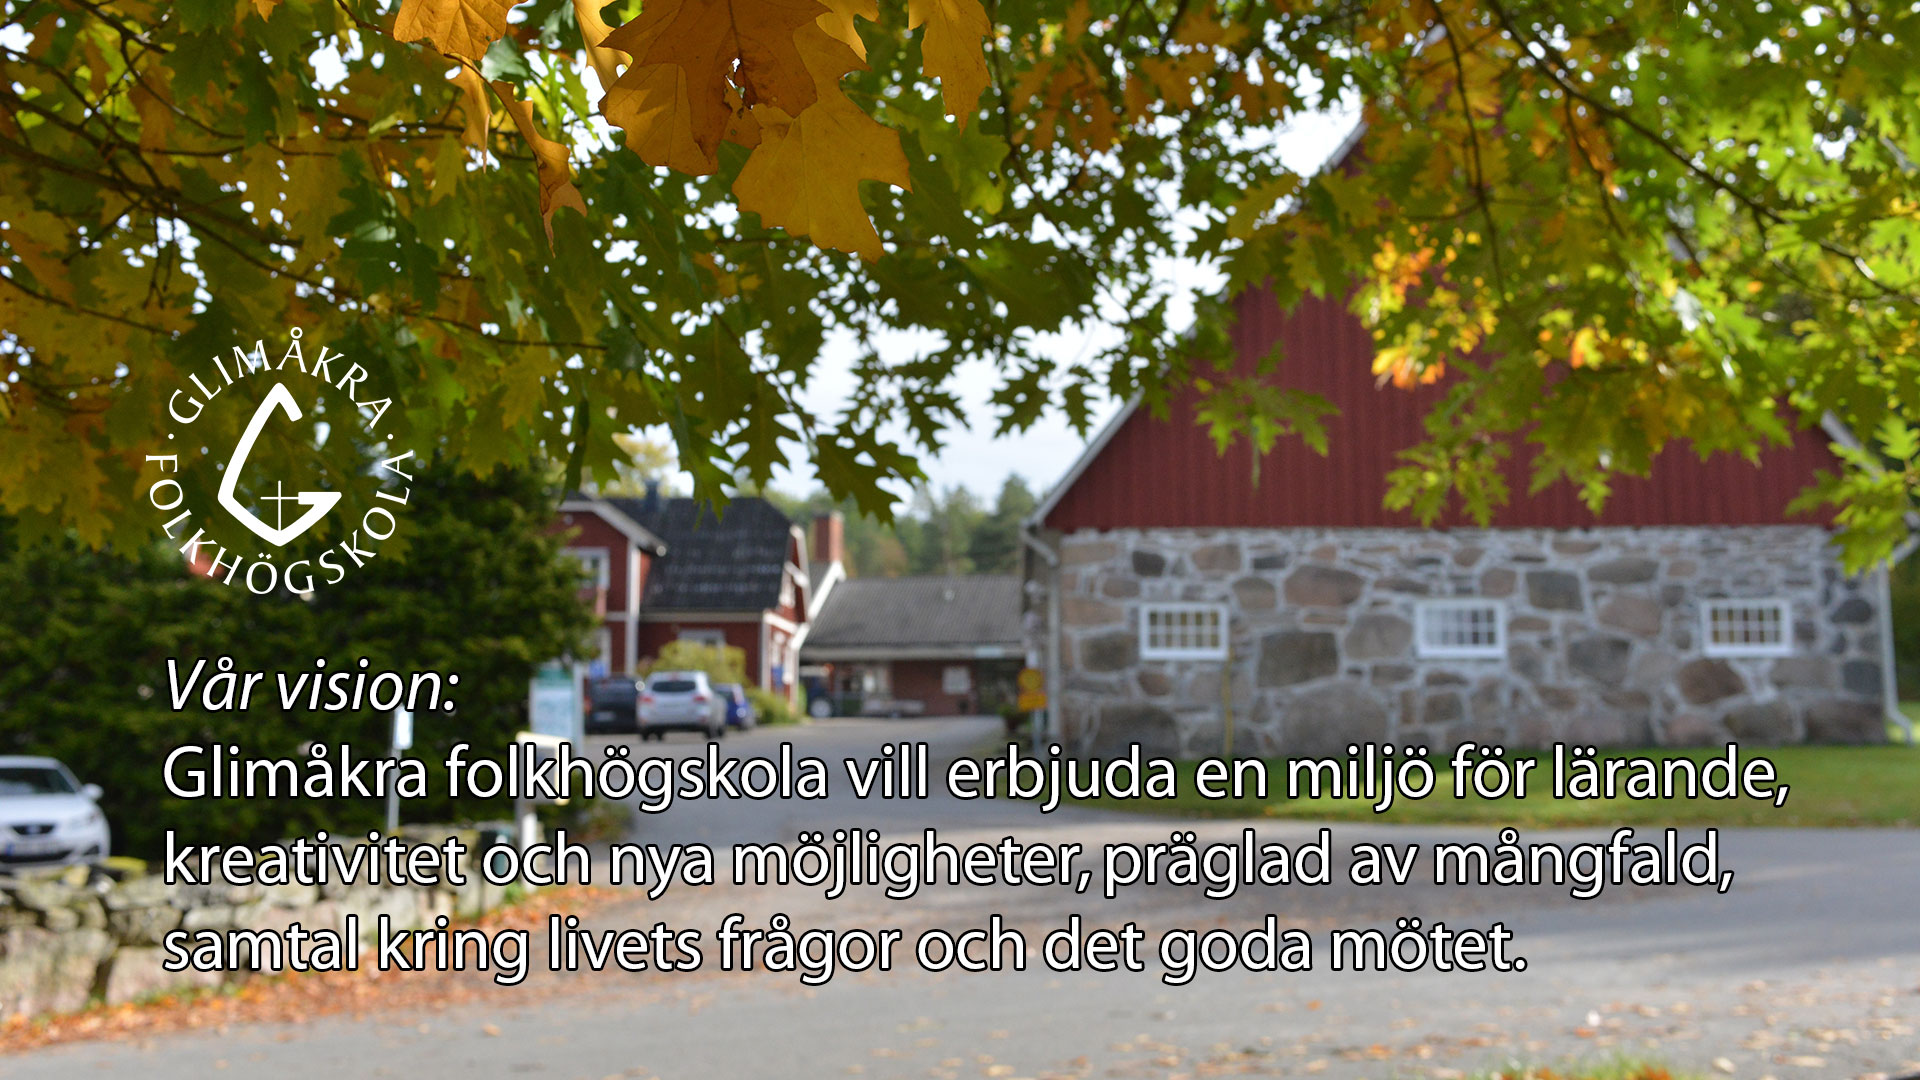 · GLIMÅKRA ·
FOLKHÖGSKOLA
Vår vision:
Glimåkra folkhögskola vill erbjuda en miljö för lärande,
kreativitet och nya möjligheter, präglad av mångfald,
samtal kring livets frågor och det goda mötet.